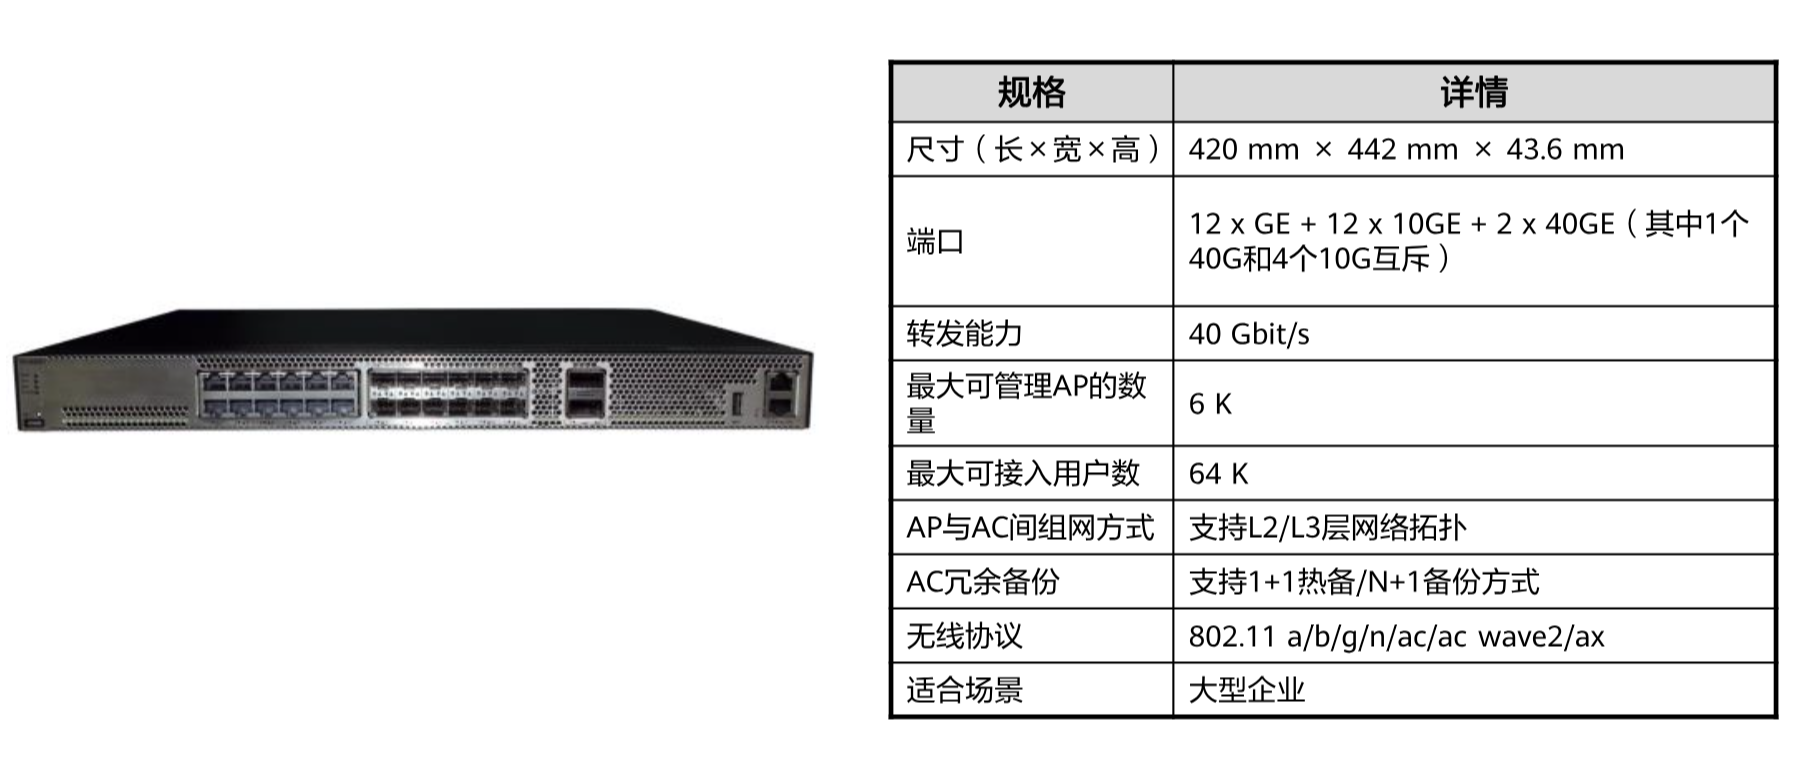 规格 详情
尺寸（长×宽×高） 420 mm × 442 mm × 43.6 mm
端口 12 x GE + 12 x 10GE + 2 x 40GE（其中1个
40G和4个10G互斥）
转发能力 40 Gbit/s
最大可管理AP的数
量 6 K
最大可接入用户数 64 K
AP与AC间组网方式 支持L2/L3层网络拓扑
AC冗余备份 支持1+1热备/N+1备份方式
无线协议 802.11 a/b/g/n/ac/ac wave2/ax
适合场景 大型企业